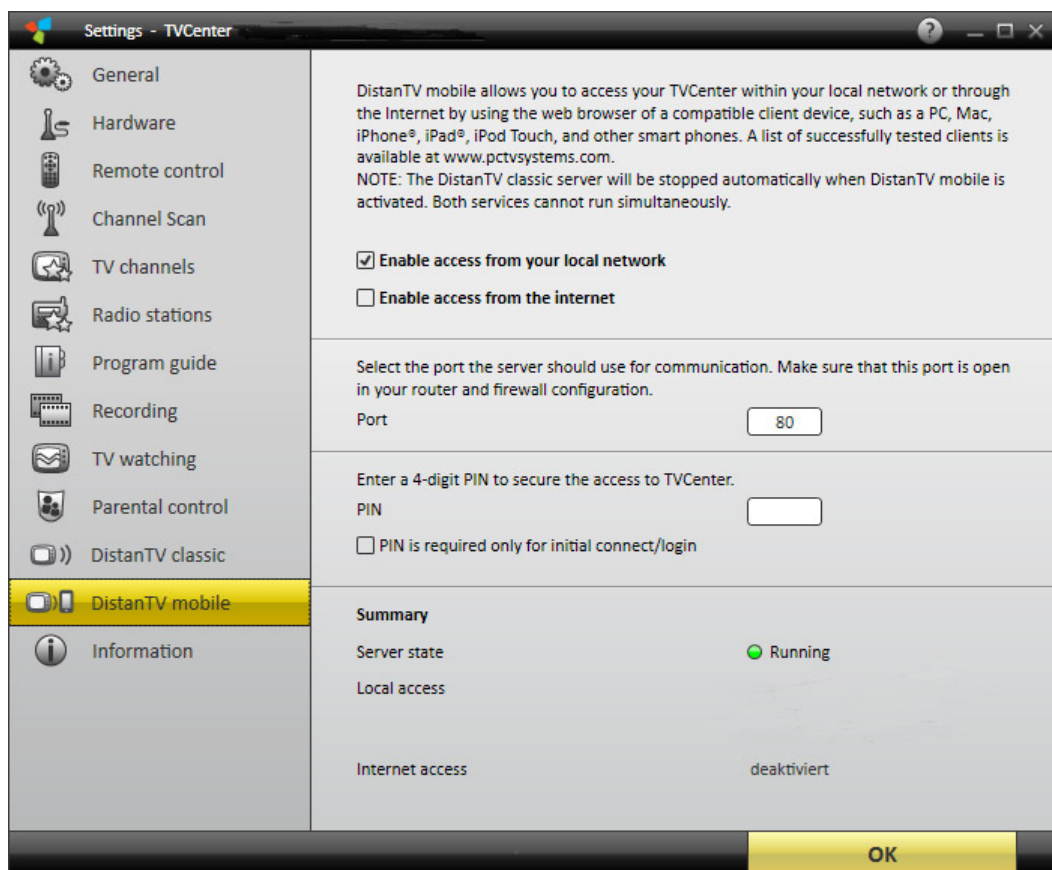 Settings - TVCenter
?
General
Hardware
Remote control
Channel Scan
TV channels
Radio stations
Program guide
Recording
TV watching
Parental control
DistanTV classic
DistanTV mobile
Information
DistanTV mobile allows you to access your TVCenter within your local network or through
the Internet by using the web browser of a compatible client device, such as a PC, Mac,
iPhone®, iPad®, iPod Touch, and other smart phones. A list of successfully tested clients is
available at www.pctvsystems.com.
NOTE: The DistanTV classic server will be stopped automatically when DistanTV mobile is
activated. Both services cannot run simultaneously.
Enable access from your local network
Enable access from the internet
Select the port the server should use for communication. Make sure that this port is open
in your router and firewall configuration.
Port 80
Enter a 4-digit PIN to secure the access to TVCenter.
PIN
PIN is required only for initial connect/login
Summary
Server state Running
Local access
Internet access deaktiviert
OK